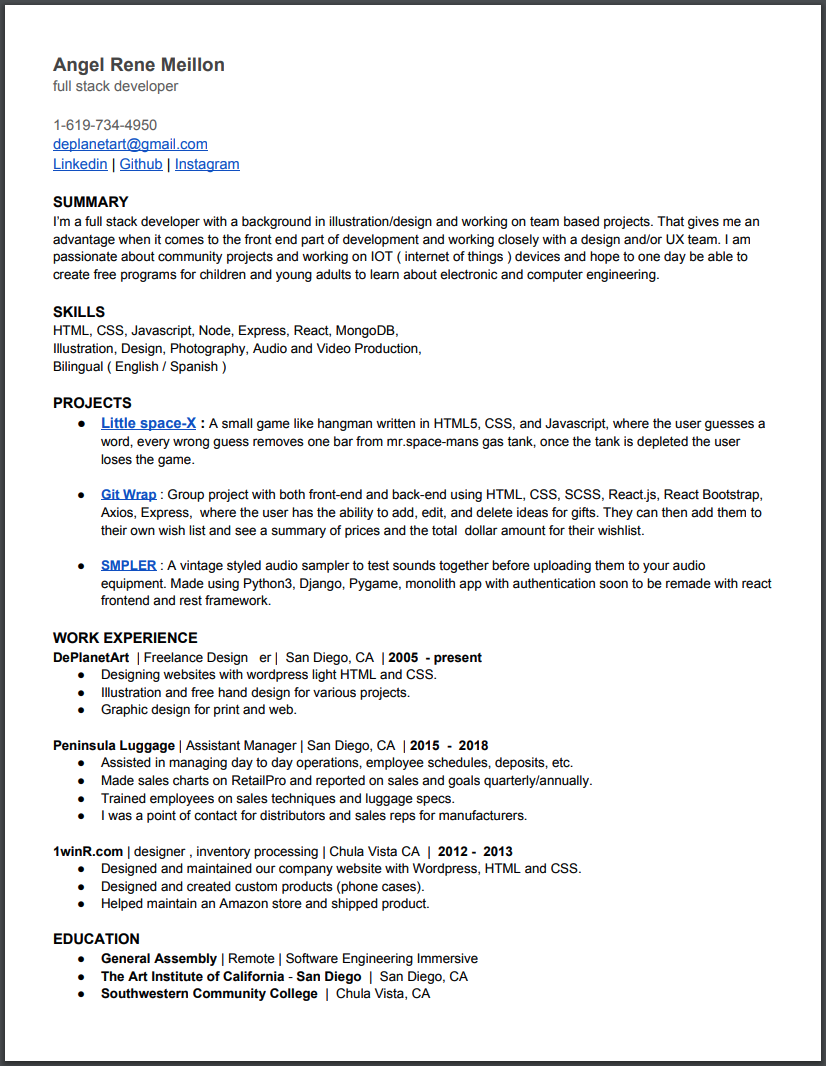 Angel Rene Meillon
full stack developer
1-619-734-4950
deplanetart@gmail.com
Linkedin | Github | Instagram
SUMMARY
I'm a full stack developer with a background in illustration/design and working on team based projects. That gives me an
advantage when it comes to the front end part of development and working closely with a design and/or UX team. I am
passionate about community projects and working on IOT ( internet of things ) devices and hope to one day be able to
create free programs for children and young adults to learn about electronic and computer engineering.
SKILLS
HTML, CSS, Javascript, Node, Express, React, MongoDB,
Illustration, Design, Photography, Audio and Video Production,
Bilingual ( English / Spanish )
PROJECTS
● Little space-X : A small game like hangman written in HTML5, CSS, and Javascript, where the user guesses a
word, every wrong guess removes one bar from mr.space-mans gas tank, once the tank is depleted the user
loses the game.
● Git Wrap : Group project with both front-end and back-end using HTML, CSS, SCSS, React.js, React Bootstrap,
Axios, Express,  where the user has the ability to add, edit, and delete ideas for gifts. They can then add them to
their own wish list and see a summary of prices and the total  dollar amount for their wishlist.
● SMPLER : A vintage styled audio sampler to test sounds together before uploading them to your audio
equipment. Made using Python3, Django, Pygame, monolith app with authentication soon to be remade with react
frontend and rest framework.
WORK EXPERIENCE
DePlanetArt  | Freelance Design   er |  San Diego, CA  | 2005  - present
● Designing websites with wordpress light HTML and CSS.
● Illustration and free hand design for various projects.
● Graphic design for print and web.
Peninsula Luggage | Assistant Manager | San Diego, CA  | 2015  -  2018
● Assisted in managing day to day operations, employee schedules, deposits, etc.
● Made sales charts on RetailPro and reported on sales and goals quarterly/annually.
● Trained employees on sales techniques and luggage specs.
● I was a point of contact for distributors and sales reps for manufacturers.
1winR.com | designer , inventory processing | Chula Vista CA  |  2012 -  2013
● Designed and maintained our company website with Wordpress, HTML and CSS.
● Designed and created custom products (phone cases).
● Helped maintain an Amazon store and shipped product.
EDUCATION
● General Assembly | Remote | Software Engineering Immersive
● The Art Institute of California - San Diego  |  San Diego, CA
● Southwestern Community College  |  Chula Vista, CA